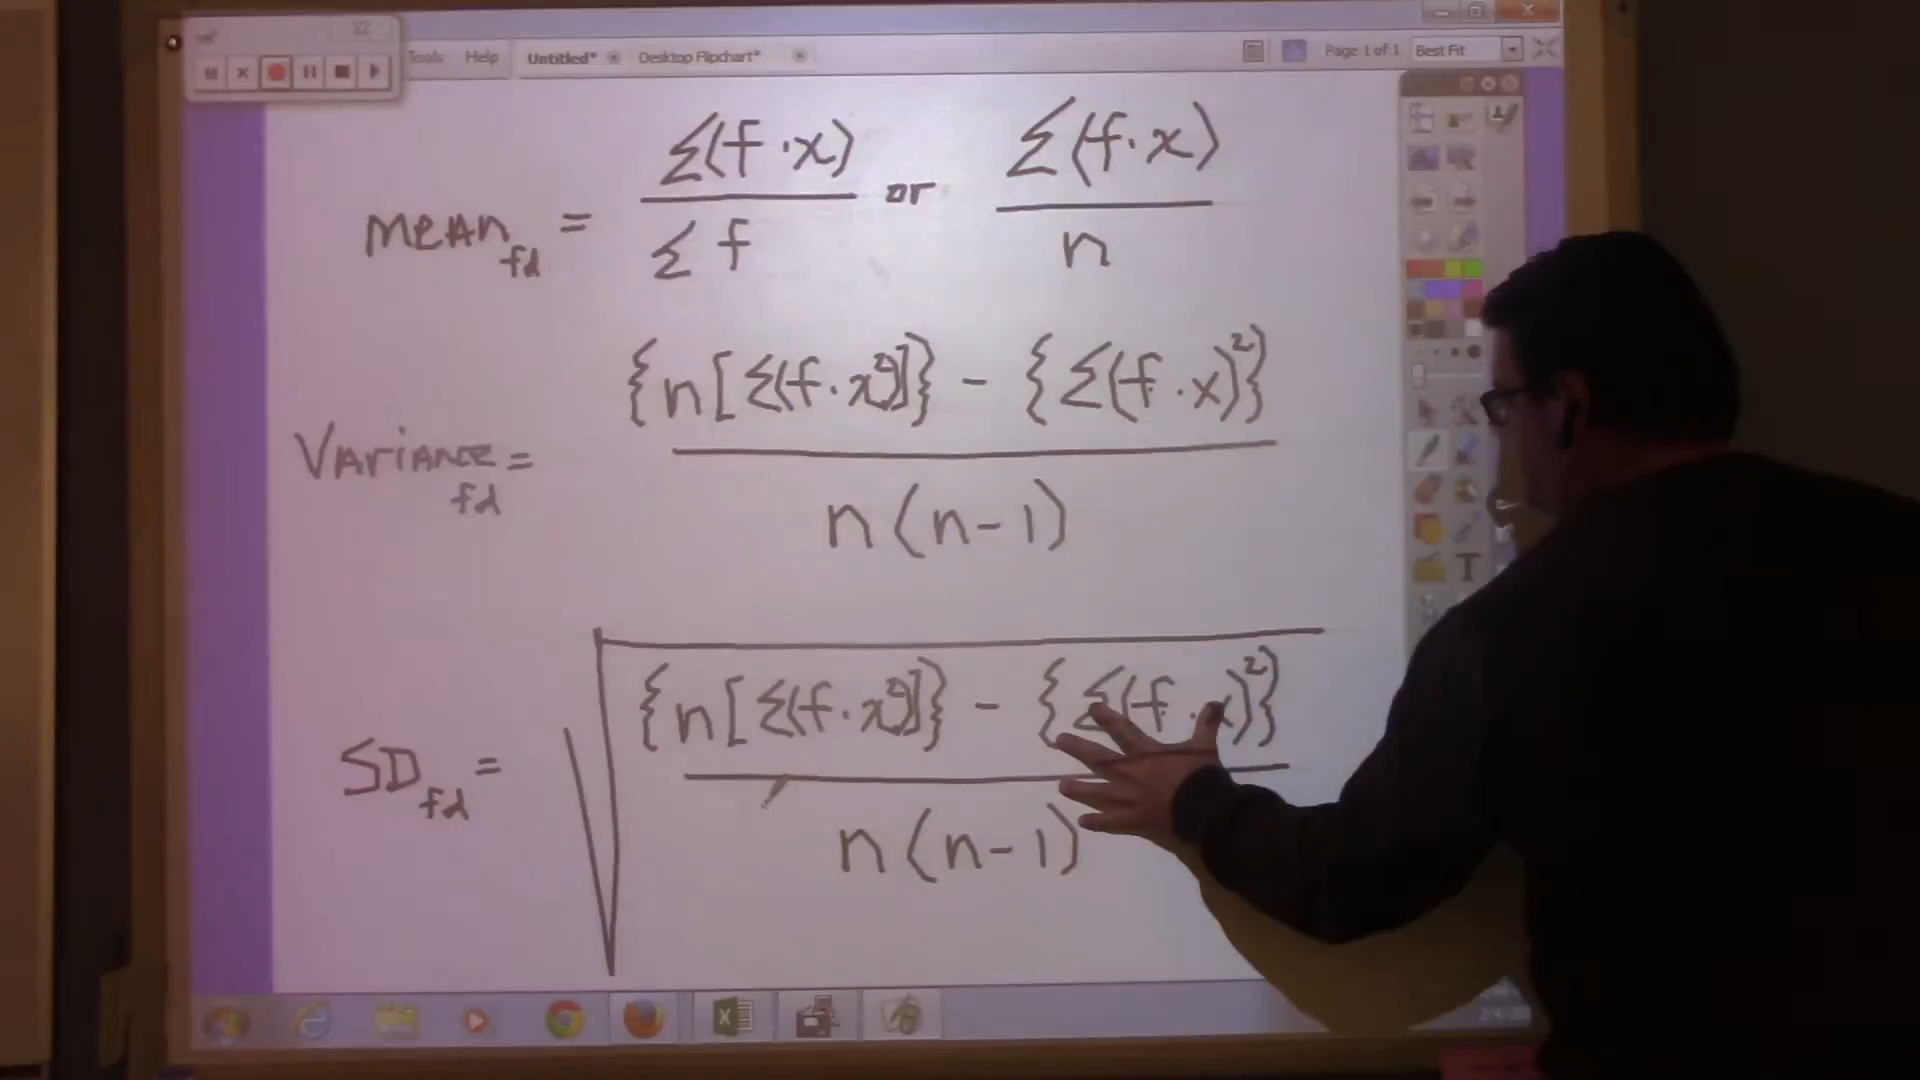 Tools Help Untitled* Desktop Flipchart* Page 1 of 1 Best Fit
mean fd = Σ(f·x) / Σf or Σ(f·x) / n
Variance fd = {n[Σ(f·x²)]} - {Σ(f·x)²} / n(n-1)
SD fd = √ {n[Σ(f·x²)]} - {Σ(f·x)²} / n(n-1)
T